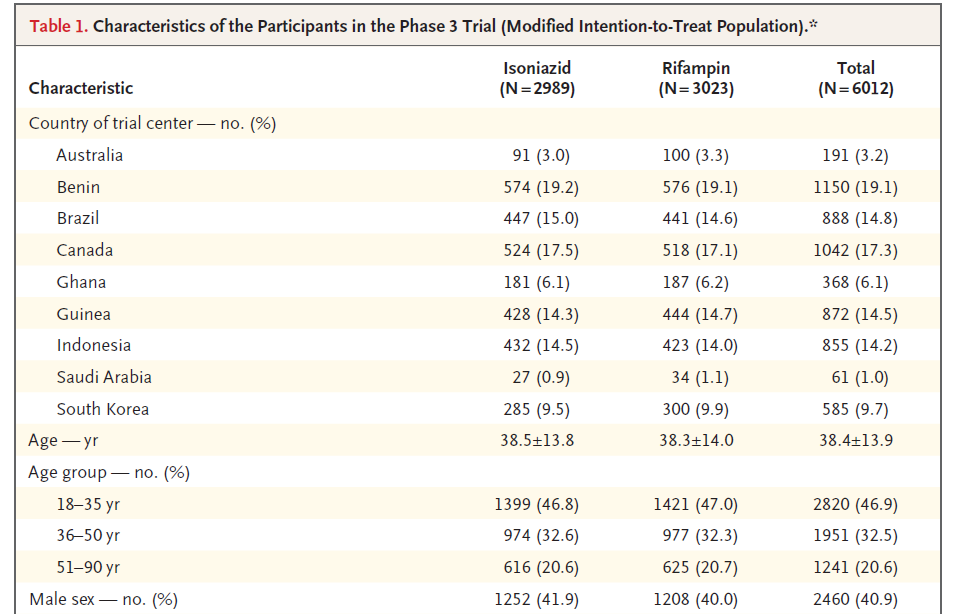 Table 1. Characteristics of the Participants in the Phase 3 Trial (Modified Intention-to-Treat Population).*
Characteristic Isoniazid (N=2989) Rifampin (N=3023) Total (N=6012)
Country of trial center — no. (%)
Australia 91 (3.0) 100 (3.3) 191 (3.2)
Benin 574 (19.2) 576 (19.1) 1150 (19.1)
Brazil 447 (15.0) 441 (14.6) 888 (14.8)
Canada 524 (17.5) 518 (17.1) 1042 (17.3)
Ghana 181 (6.1) 187 (6.2) 368 (6.1)
Guinea 428 (14.3) 444 (14.7) 872 (14.5)
Indonesia 432 (14.5) 423 (14.0) 855 (14.2)
Saudi Arabia 27 (0.9) 34 (1.1) 61 (1.0)
South Korea 285 (9.5) 300 (9.9) 585 (9.7)
Age — yr 38.5±13.8 38.3±14.0 38.4±13.9
Age group — no. (%)
18–35 yr 1399 (46.8) 1421 (47.0) 2820 (46.9)
36–50 yr 974 (32.6) 977 (32.3) 1951 (32.5)
51–90 yr 616 (20.6) 625 (20.7) 1241 (20.6)
Male sex — no. (%) 1252 (41.9) 1208 (40.0) 2460 (40.9)